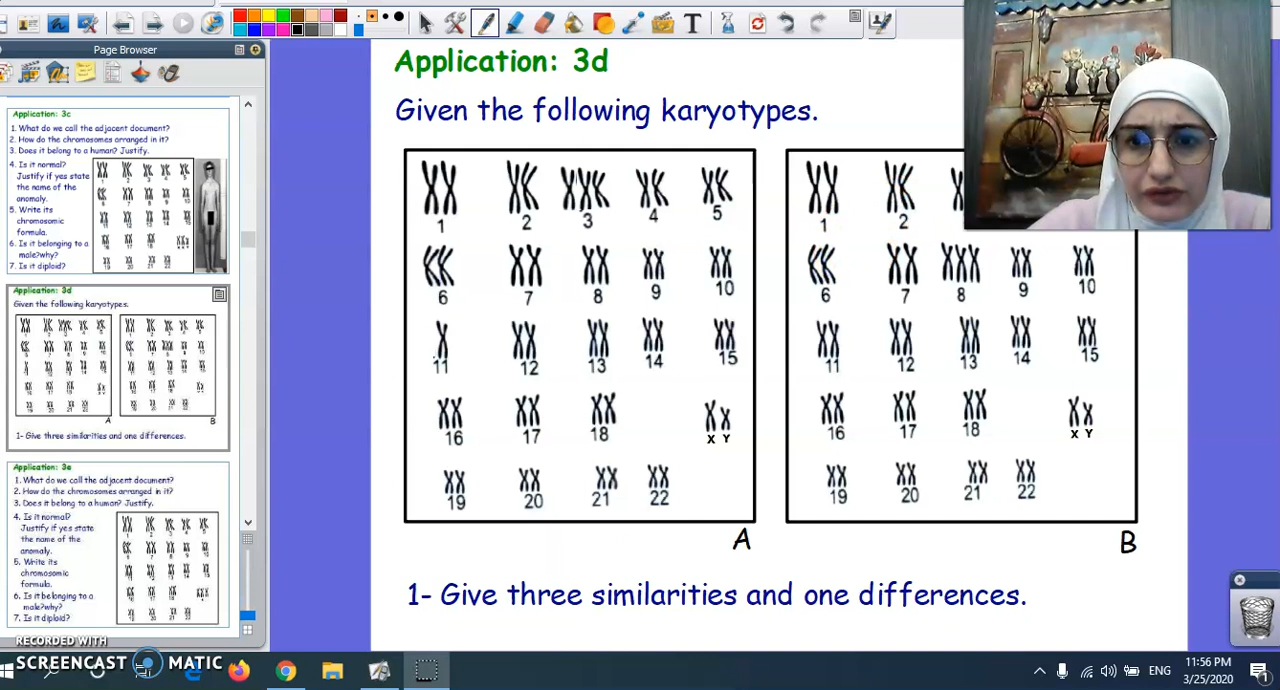 Page Browser
Application: 3c
1. What do we call the adjacent document?
2. How do the chromosomes arranged in it?
3. Does it belong to a human? Justify.
4. Is it normal?
Justify if yes state
the name of the
anomaly.
5. Write its
chromosomic
formula.
6. Is it belonging to a
male?why?
7. Is it diploid?
Application: 3d
Given the following karyotypes.
A
B
1- Give three similarities and one differences.
Application: 3e
1. What do we call the adjacent document?
2. How do the chromosomes arranged in it?
3. Does it belong to a human? Justify.
4. Is it normal?
Justify if yes state
the name of the
anomaly.
5. Write its
chromosomic
formula.
6. Is it belonging to a
male?why?
7. Is it diploid?
Application: 3d
Given the following karyotypes.
1 2 3 4 5
6 7 8 9 10
11 12 13 14 15
16 17 18 X Y
19 20 21 22
A
1 2
6 7 8 9 10
11 12 13 14 15
16 17 18 X Y
19 20 21 22
B
1- Give three similarities and one differences.
RECORDED WITH
SCREENCAST MATIC
ENG
11:56 PM
3/25/2020
1